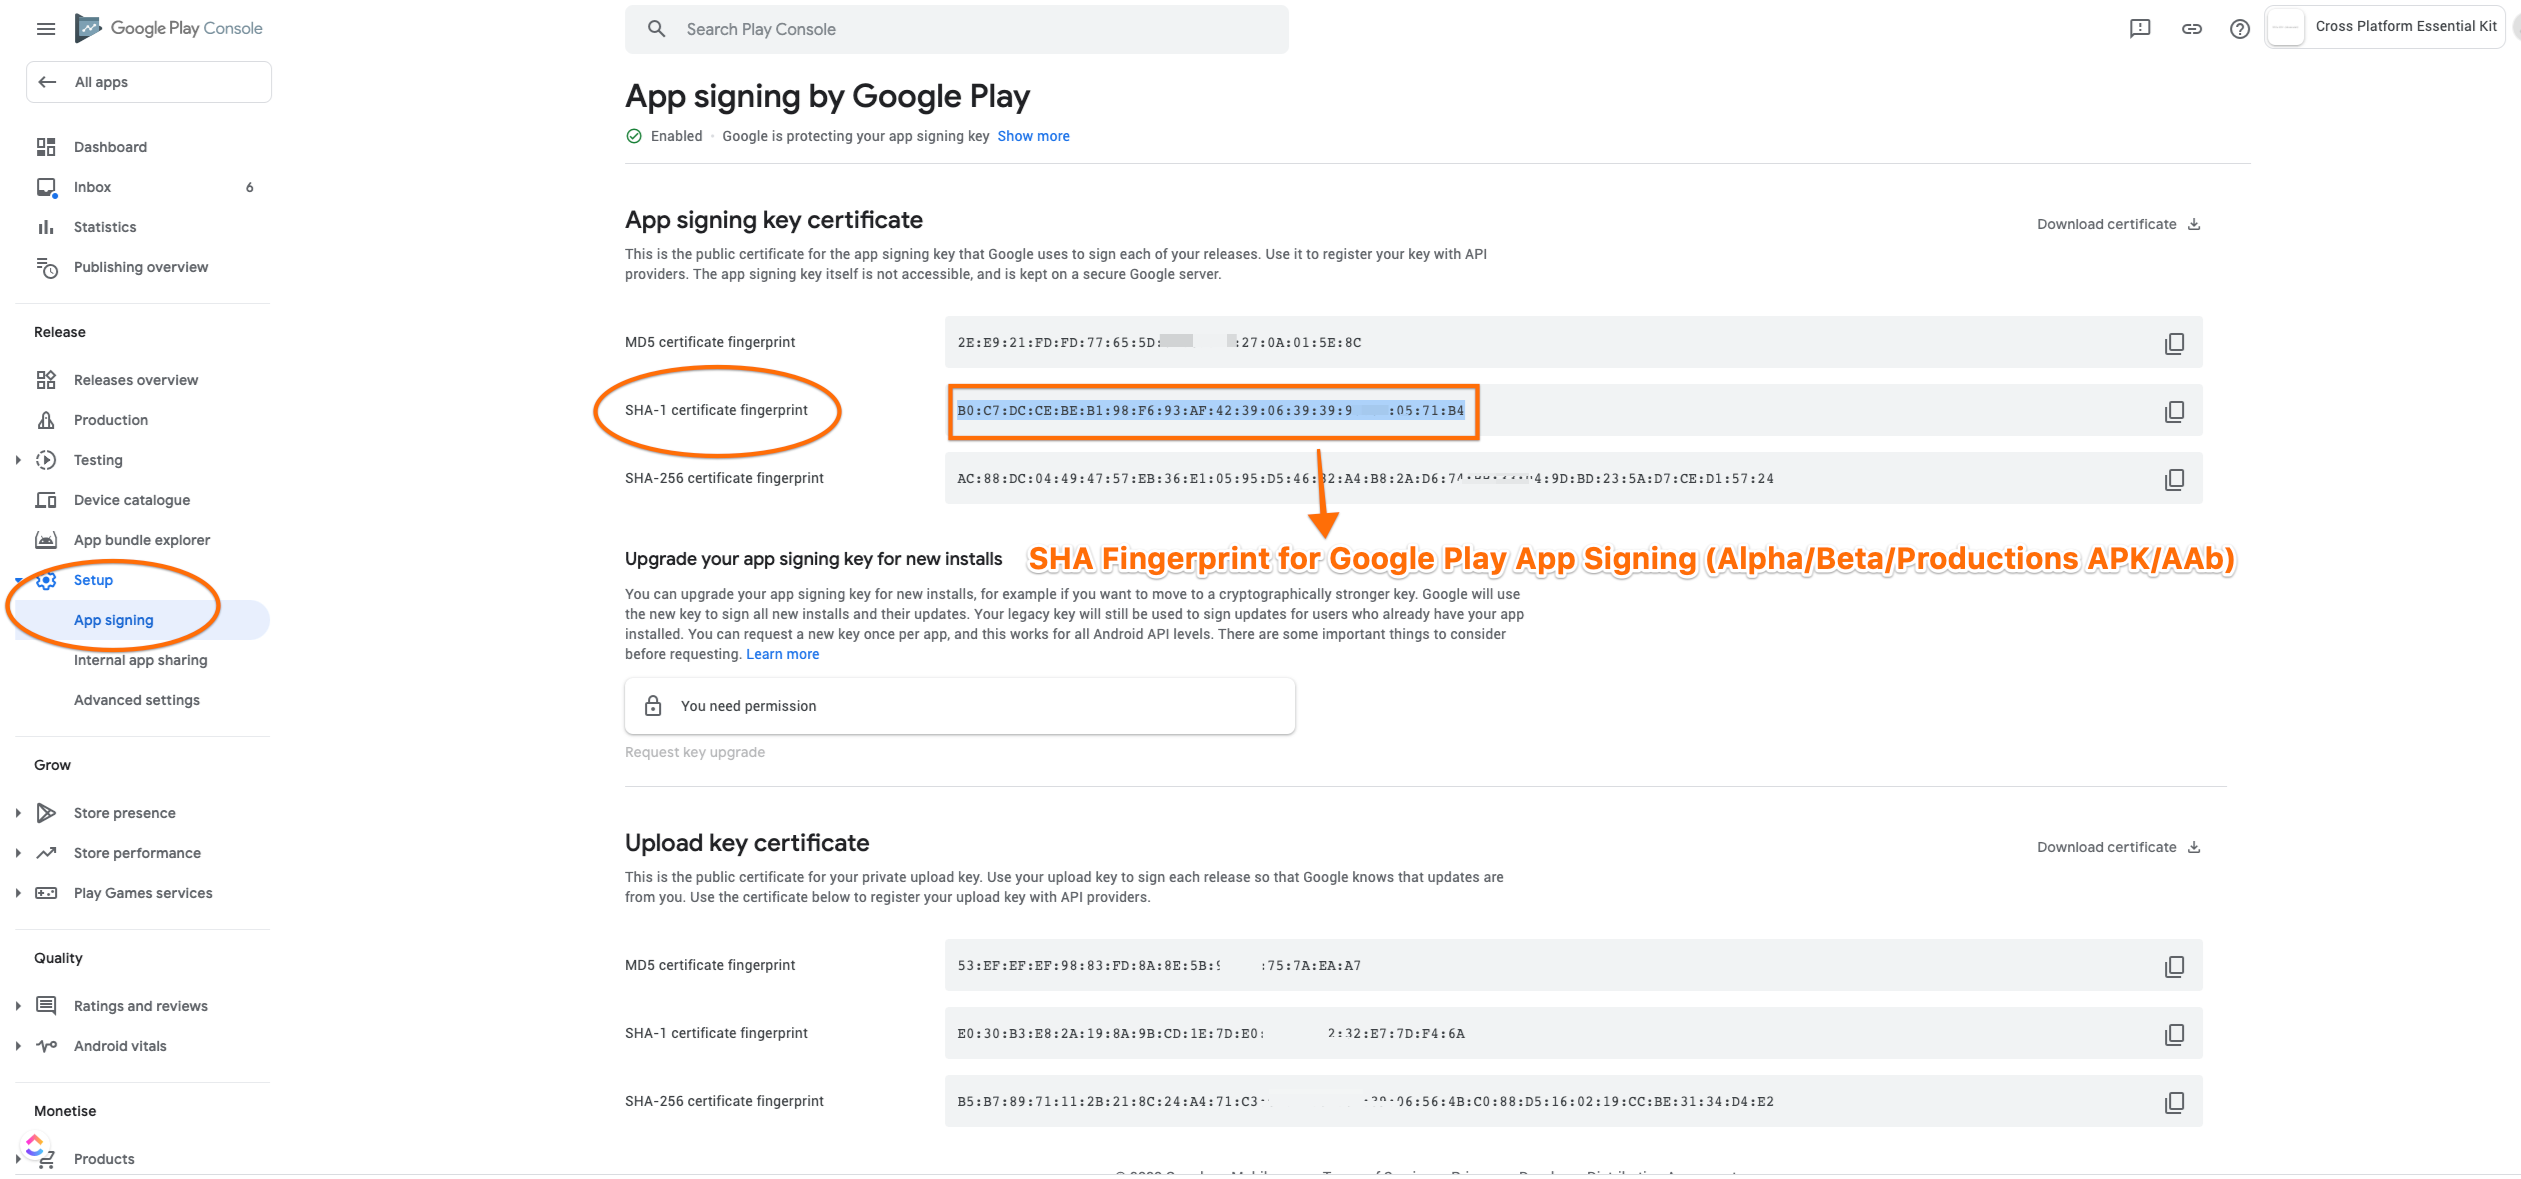 Google Play Console
Search Play Console
Cross Platform Essential Kit
All apps
Dashboard
Inbox 6
Statistics
Publishing overview
Release
Releases overview
Production
Testing
Device catalogue
App bundle explorer
Setup
App signing
Internal app sharing
Advanced settings
Grow
Store presence
Store performance
Play Games services
Quality
Ratings and reviews
Android vitals
Monetise
Products
App signing by Google Play
Enabled · Google is protecting your app signing key Show more
App signing key certificate
Download certificate
This is the public certificate for the app signing key that Google uses to sign each of your releases. Use it to register your key with API
providers. The app signing key itself is not accessible, and is kept on a secure Google server.
MD5 certificate fingerprint
2E:E9:21:FD:FD:77:65:5D: :27:0A:01:5E:8C
SHA-1 certificate fingerprint
B0:C7:DC:CE:BE:B1:98:F6:93:AF:42:39:06:39:39:9 :05:71:B4
SHA-256 certificate fingerprint
AC:88:DC:04:49:47:57:EB:36:E1:05:95:D5:46: :A4:B8:2A:D6: 4:9D:BD:23:5A:D7:CE:D1:57:24
SHA Fingerprint for Google Play App Signing (Alpha/Beta/Productions APK/AAb)
Upgrade your app signing key for new installs
You can upgrade your app signing key for new installs, for example if you want to move to a cryptographically stronger key. Google will use
the new key to sign all new installs and their updates. Your legacy key will still be used to sign updates for users who already have your app
installed. You can request a new key once per app, and this works for all Android API levels. There are some important things to consider
before requesting. Learn more
You need permission
Request key upgrade
Upload key certificate
Download certificate
This is the public certificate for your private upload key. Use your upload key to sign each release so that Google knows that updates are
from you. Use the certificate below to register your upload key with API providers.
MD5 certificate fingerprint
53:EF:EF:EF:98:83:FD:8A:8E:5B: :75:7A:EA:A7
SHA-1 certificate fingerprint
E0:30:B3:E8:2A:19:8A:9B:CD:1E:7D:E0: 2:32:E7:7D:F4:6A
SHA-256 certificate fingerprint
B5:B7:89:71:11:2B:21:8C:24:A4:71:C3 :06:56:4B:C0:88:D5:16:02:19:CC:BE:31:34:D4:E2